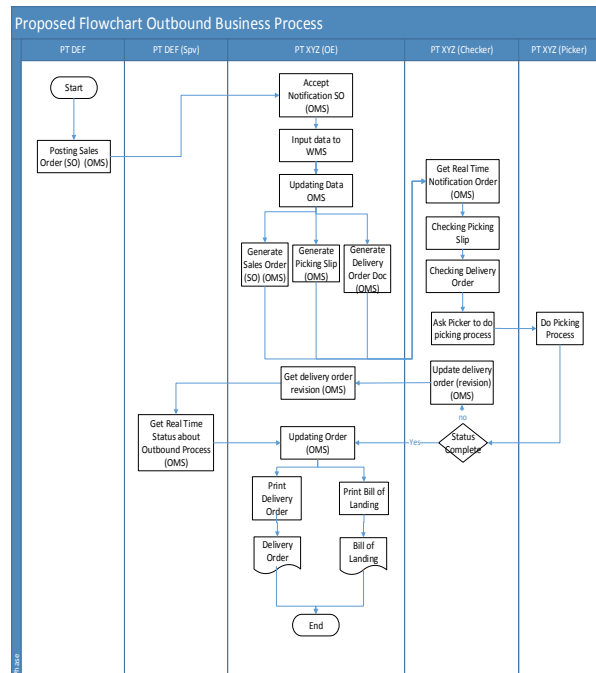 Proposed Flowchart Outbound Business Process
PT DEF
PT DEF (Spv)
PT XYZ (OE)
PT XYZ (Checker)
PT XYZ (Picker)
Start
Posting Sales
Order (SO) (OMS)
Accept
Notification SO
(OMS)
Input data to
WMS
Updating Data
OMS
Generate
Sales Order
(SO) (OMS)
Generate
Picking Slip
(OMS)
Generate
Delivery
Order Doc
(OMS)
Get Real Time
Notification Order
(OMS)
Checking Picking
Slip
Checking Delivery
Order
Ask Picker to do
picking process
Do Picking
Process
Update delivery
order (revision)
(OMS)
Get delivery order
revision (OMS)
no
Get Real Time
Status about
Outbound Process
(OMS)
Updating Order
(OMS)
Yes
Status
Complete
Print
Delivery
Order
Print Bill of
Landing
Delivery
Order
Bill of
Landing
End
hase